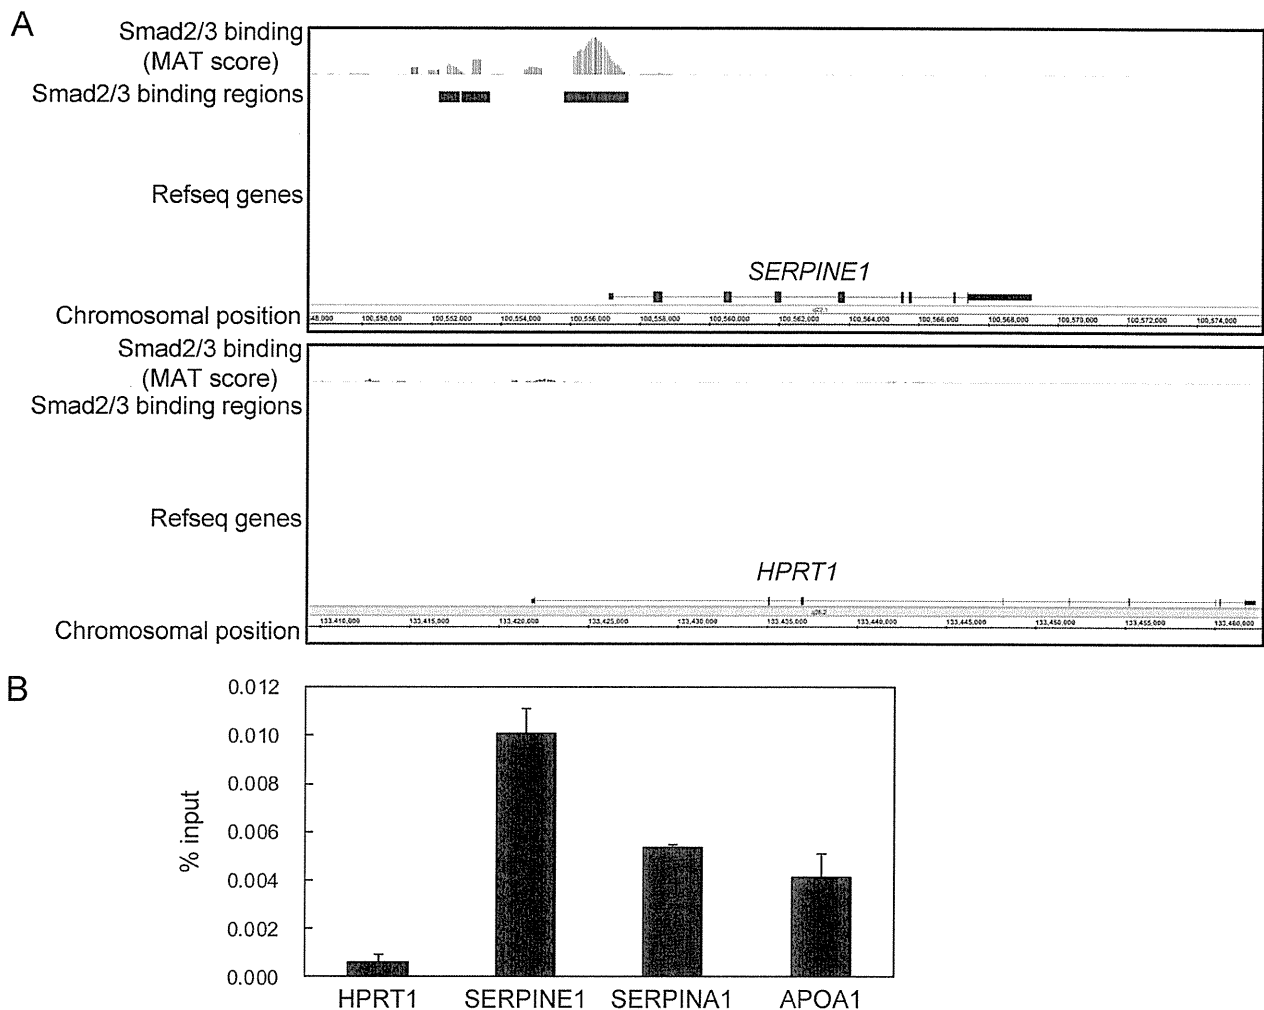 A
Smad2/3 binding
(MAT score)
Smad2/3 binding regions
Refseq genes
SERPINE1
Chromosomal position
48,000 100,550,000 100,552,000 100,554,000 100,556,000 100,558,000 100,560,000 100,562,000 100,564,000 100,566,000 100,568,000 100,570,000 100,572,000 100,574,000
Smad2/3 binding
(MAT score)
Smad2/3 binding regions
Refseq genes
HPRT1
Chromosomal position
133,410,000 133,415,000 133,420,000 133,425,000 133,430,000 133,435,000 133,440,000 133,445,000 133,450,000 133,455,000 133,460,000
B
% input
0.012
0.010
0.008
0.006
0.004
0.002
0.000
HPRT1 SERPINE1 SERPINA1 APOA1